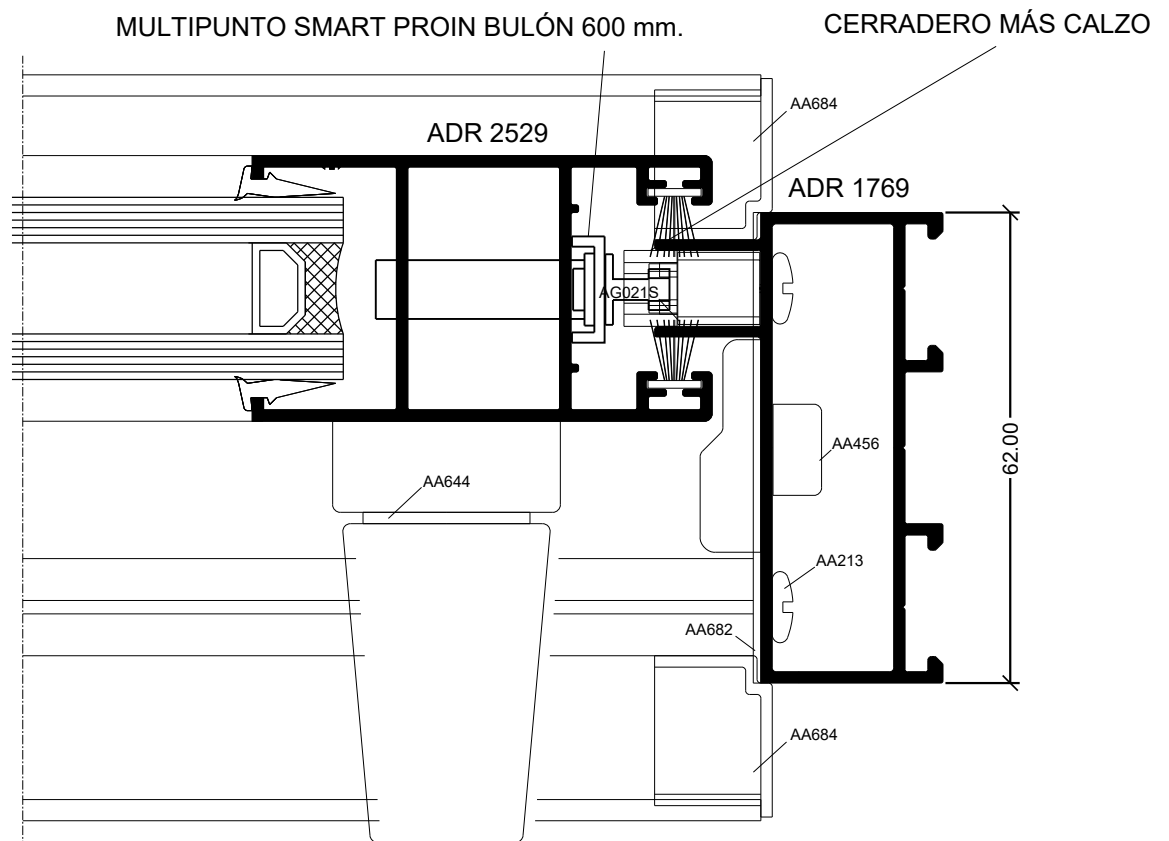 MULTIPUNTO SMART PROIN BULÓN 600 mm.
CERRADERO MÁS CALZO
AA684
ADR 2529
ADR 1769
AG021S
AA456
62.00
AA644
AA213
AA682
AA684